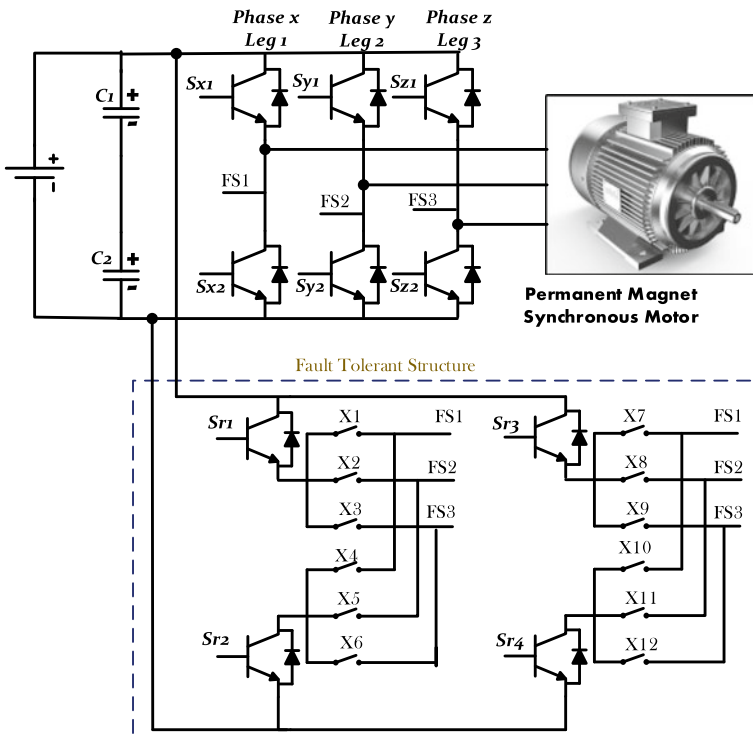 Phase x
Leg 1
Phase y
Leg 2
Phase z
Leg 3
Sx1
Sy1
Sz1
C1
+
-
+
-
FS1
FS2
FS3
C2
+
-
Sx2
Sy2
Sz2
Permanent Magnet
Synchronous Motor
Fault Tolerant Structure
Sr1
X1
FS1
X2
FS2
X3
FS3
X4
X5
X6
Sr2
Sr3
X7
FS1
X8
FS2
X9
FS3
X10
X11
X12
Sr4